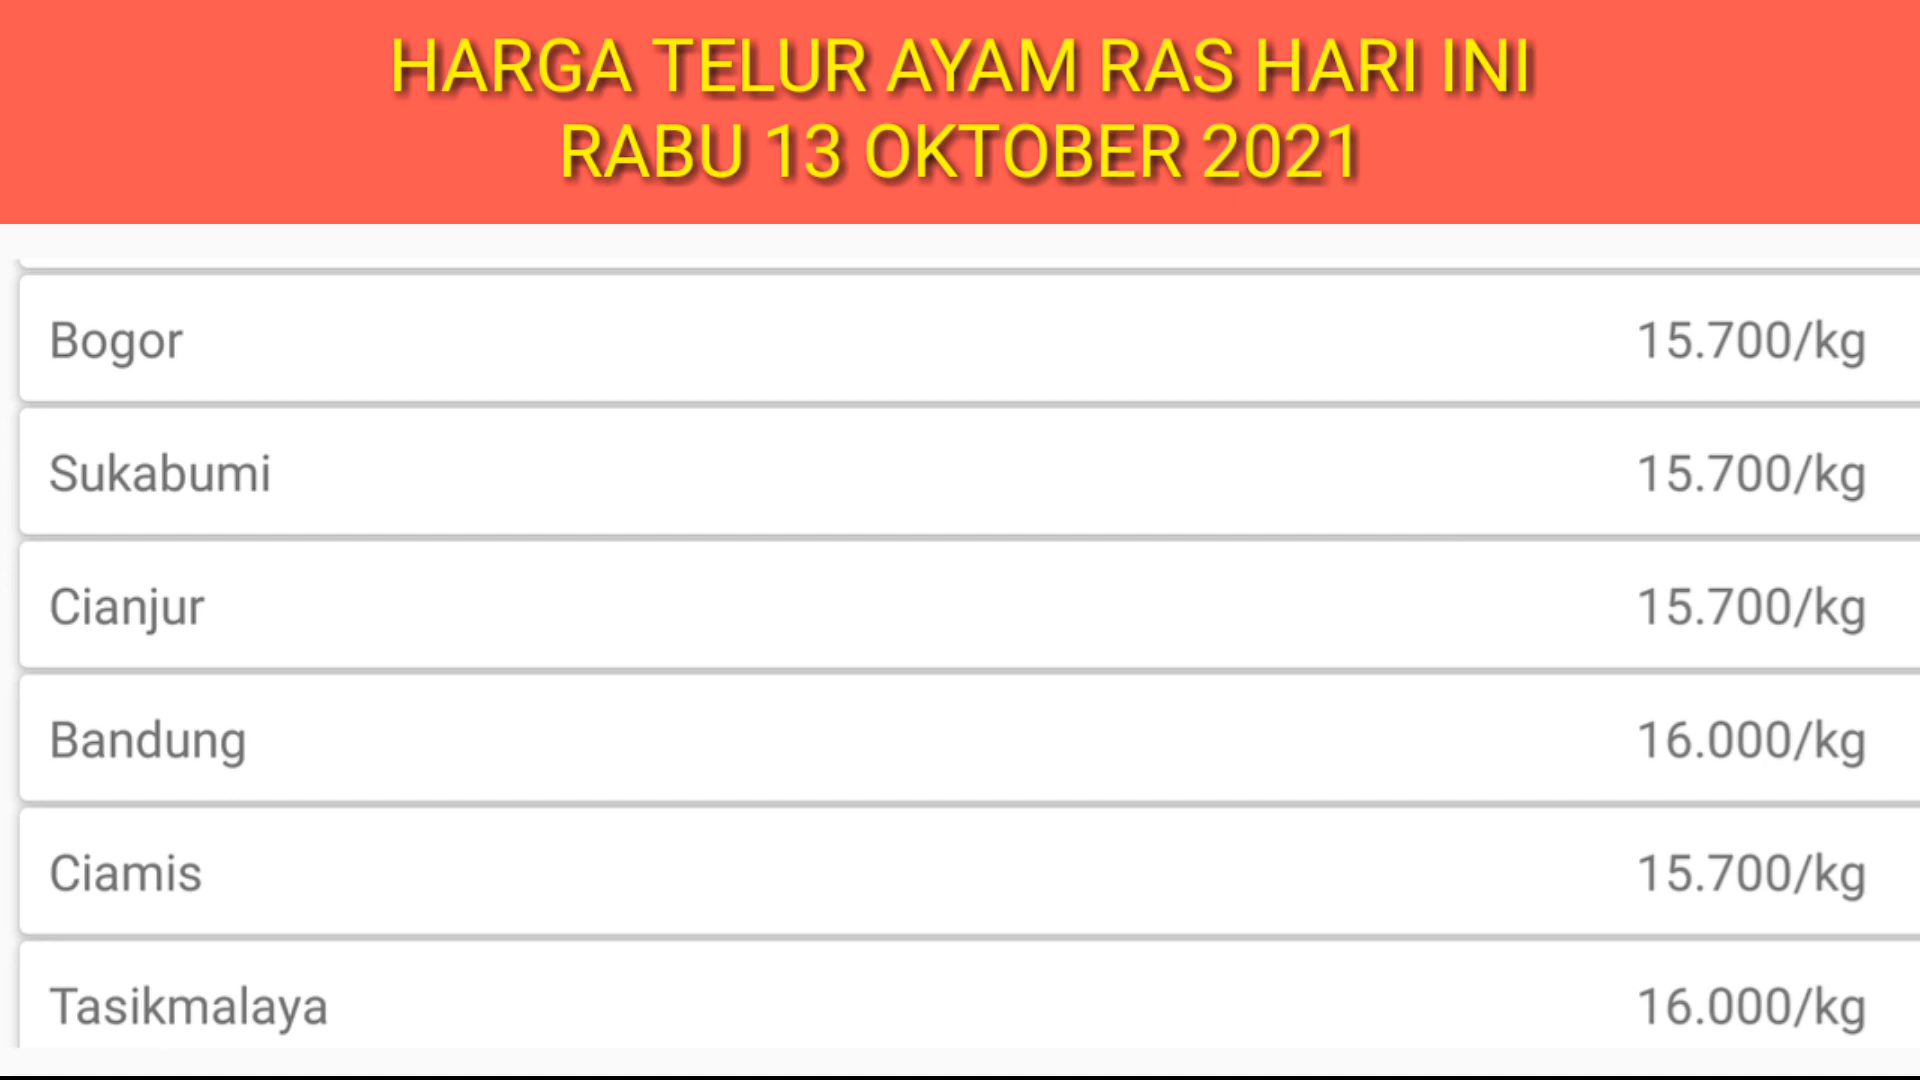 HARGA TELUR AYAM RAS HARI INI
RABU 13 OKTOBER 2021
Bogor 15.700/kg
Sukabumi 15.700/kg
Cianjur 15.700/kg
Bandung 16.000/kg
Ciamis 15.700/kg
Tasikmalaya 16.000/kg